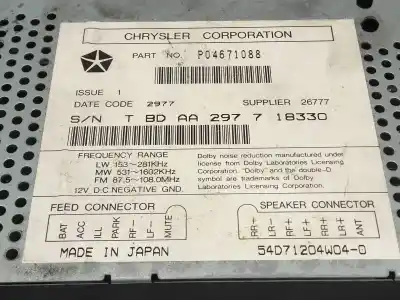 CHRYSLER CORPORATION
PART NO. P04671088
ISSUE 1
DATE CODE 2977 SUPPLIER 26777
S/N T BD AA 297 7 18330
FREQUENCY RANGE
LW 153~281KHz
MW 531~1602KHz
FM 87.5~108.0MHz
12V D.C.NEGATIVE GND.
Dolby noise reduction manufactured under
license from Dolby Laboratories Licensing
Corporation. "Dolby" and the double-D
symbol are trademarks of Dolby
Laboratories Licensing Corporation.
FEED CONNECTOR
BAT ACC ILL PARK RF- LF- MUTE
SPEAKER CONNECTOR
RR+ RR- LR- RF+ LF+ LR+ ANT
MADE IN JAPAN 54D71204W04-0